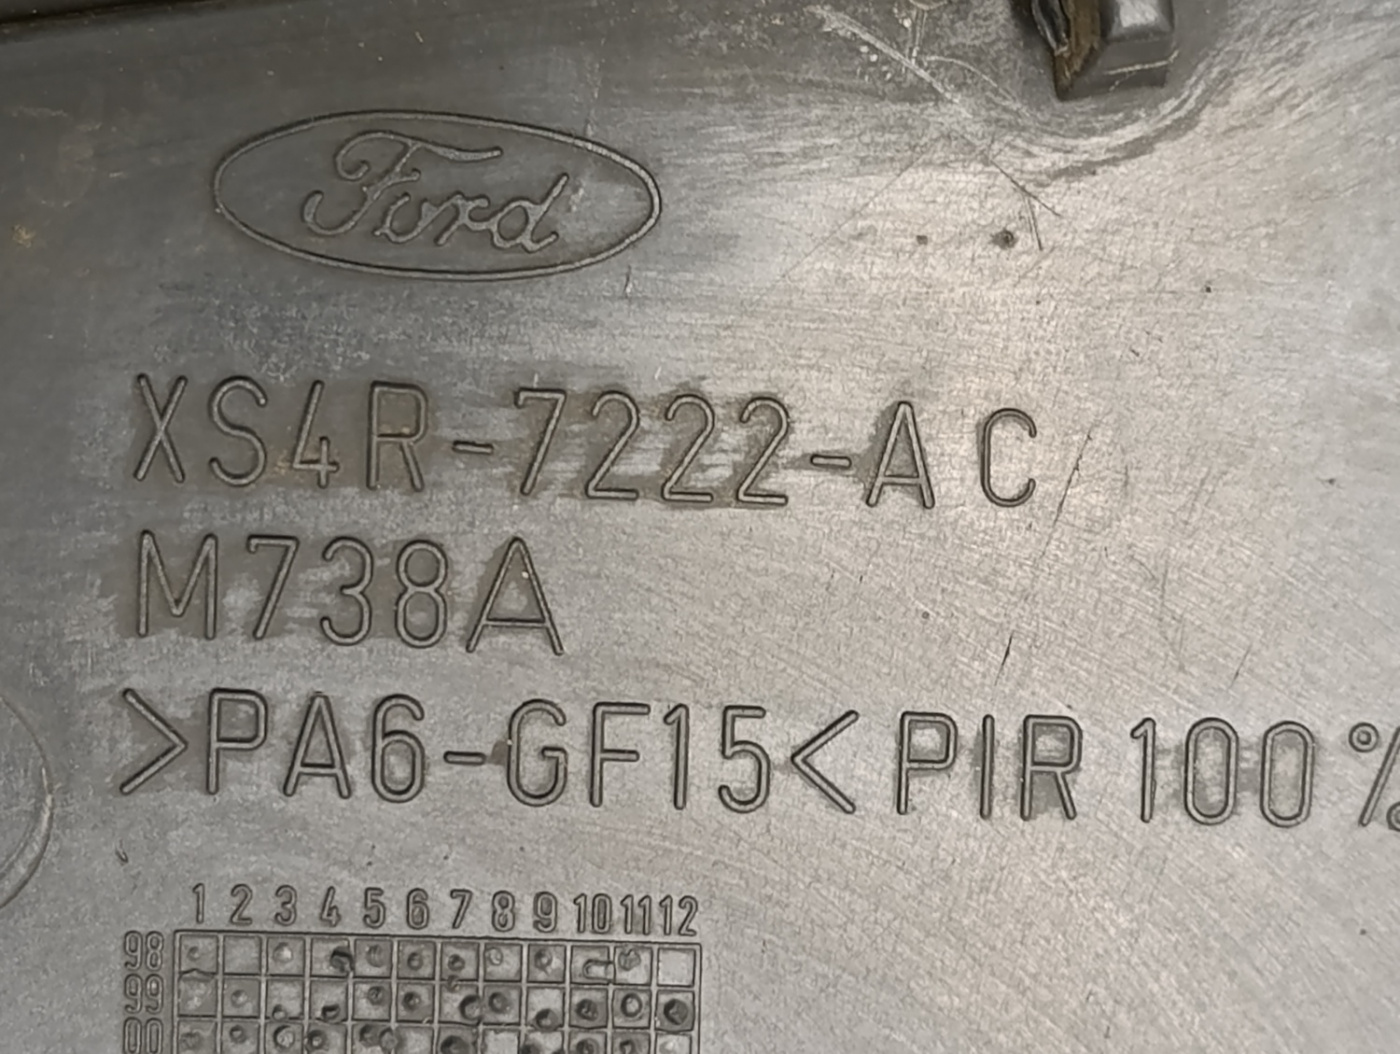 Ford
XS4R-7222-AC
M738A
>PA6-GF15< PIR 100%
1 2 3 4 5 6 7 8 9 10 11 12
98
99
00